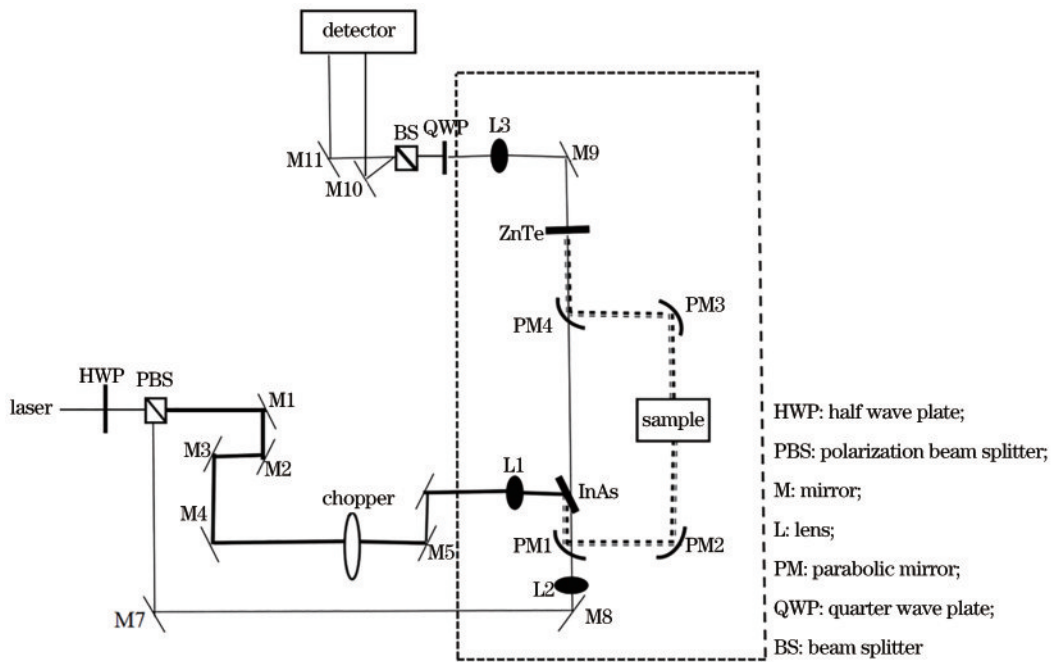 detector
BS
QWP
L3
M11
M10
M9
ZnTe
PM4
PM3
HWP
PBS
laser
M1
M3
M2
sample
L1
InAs
M4
chopper
M5
PM1
PM2
L2
M7
M8
HWP: half wave plate;
PBS: polarization beam splitter;
M: mirror;
L: lens;
PM: parabolic mirror;
QWP: quarter wave plate;
BS: beam splitter